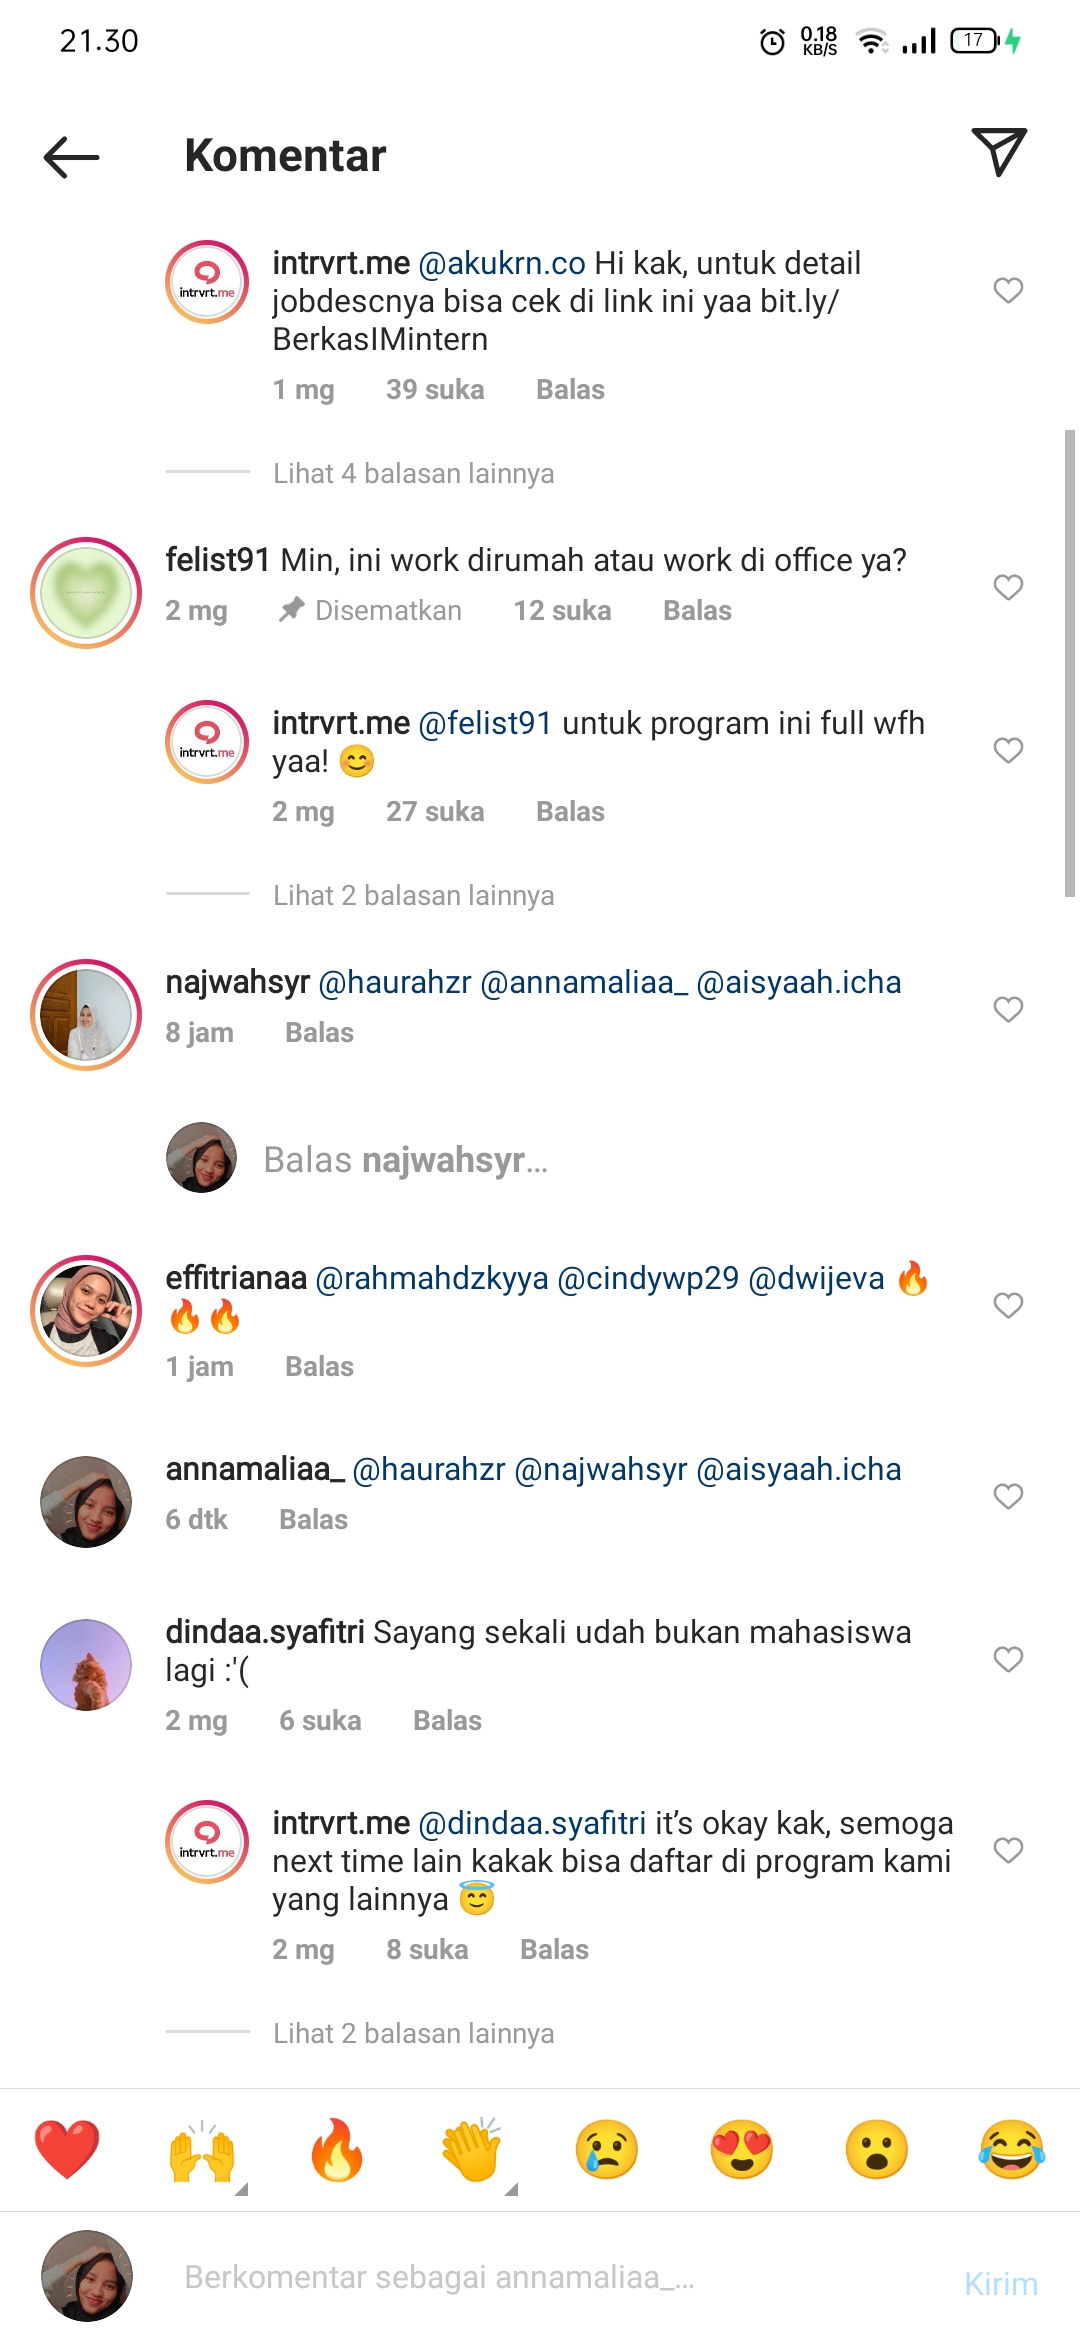 21.30
0.18
KB/S
17
Komentar
intrvrt.me
intrvrt.me @akukrn.co Hi kak, untuk detail
jobdescnya bisa cek di link ini yaa bit.ly/
BerkasIMintern
1 mg 39 suka Balas
Lihat 4 balasan lainnya
felist91 Min, ini work dirumah atau work di office ya?
2 mg Disematkan 12 suka Balas
intrvrt.me
intrvrt.me @felist91 untuk program ini full wfh
yaa! 😊
2 mg 27 suka Balas
Lihat 2 balasan lainnya
najwahsyr @haurahzr @annamaliaa_ @aisyaah.icha
8 jam Balas
Balas najwahsyr...
effitrianaa @rahmahdzkyya @cindywp29 @dwijeva 🔥
🔥🔥
1 jam Balas
annamaliaa_ @haurahzr @najwahsyr @aisyaah.icha
6 dtk Balas
dindaa.syafitri Sayang sekali udah bukan mahasiswa
lagi :'(
2 mg 6 suka Balas
intrvrt.me
intrvrt.me @dindaa.syafitri it's okay kak, semoga
next time lain kakak bisa daftar di program kami
yang lainnya 😇
2 mg 8 suka Balas
Lihat 2 balasan lainnya
Berkomentar sebagai annamaliaa_...
Kirim